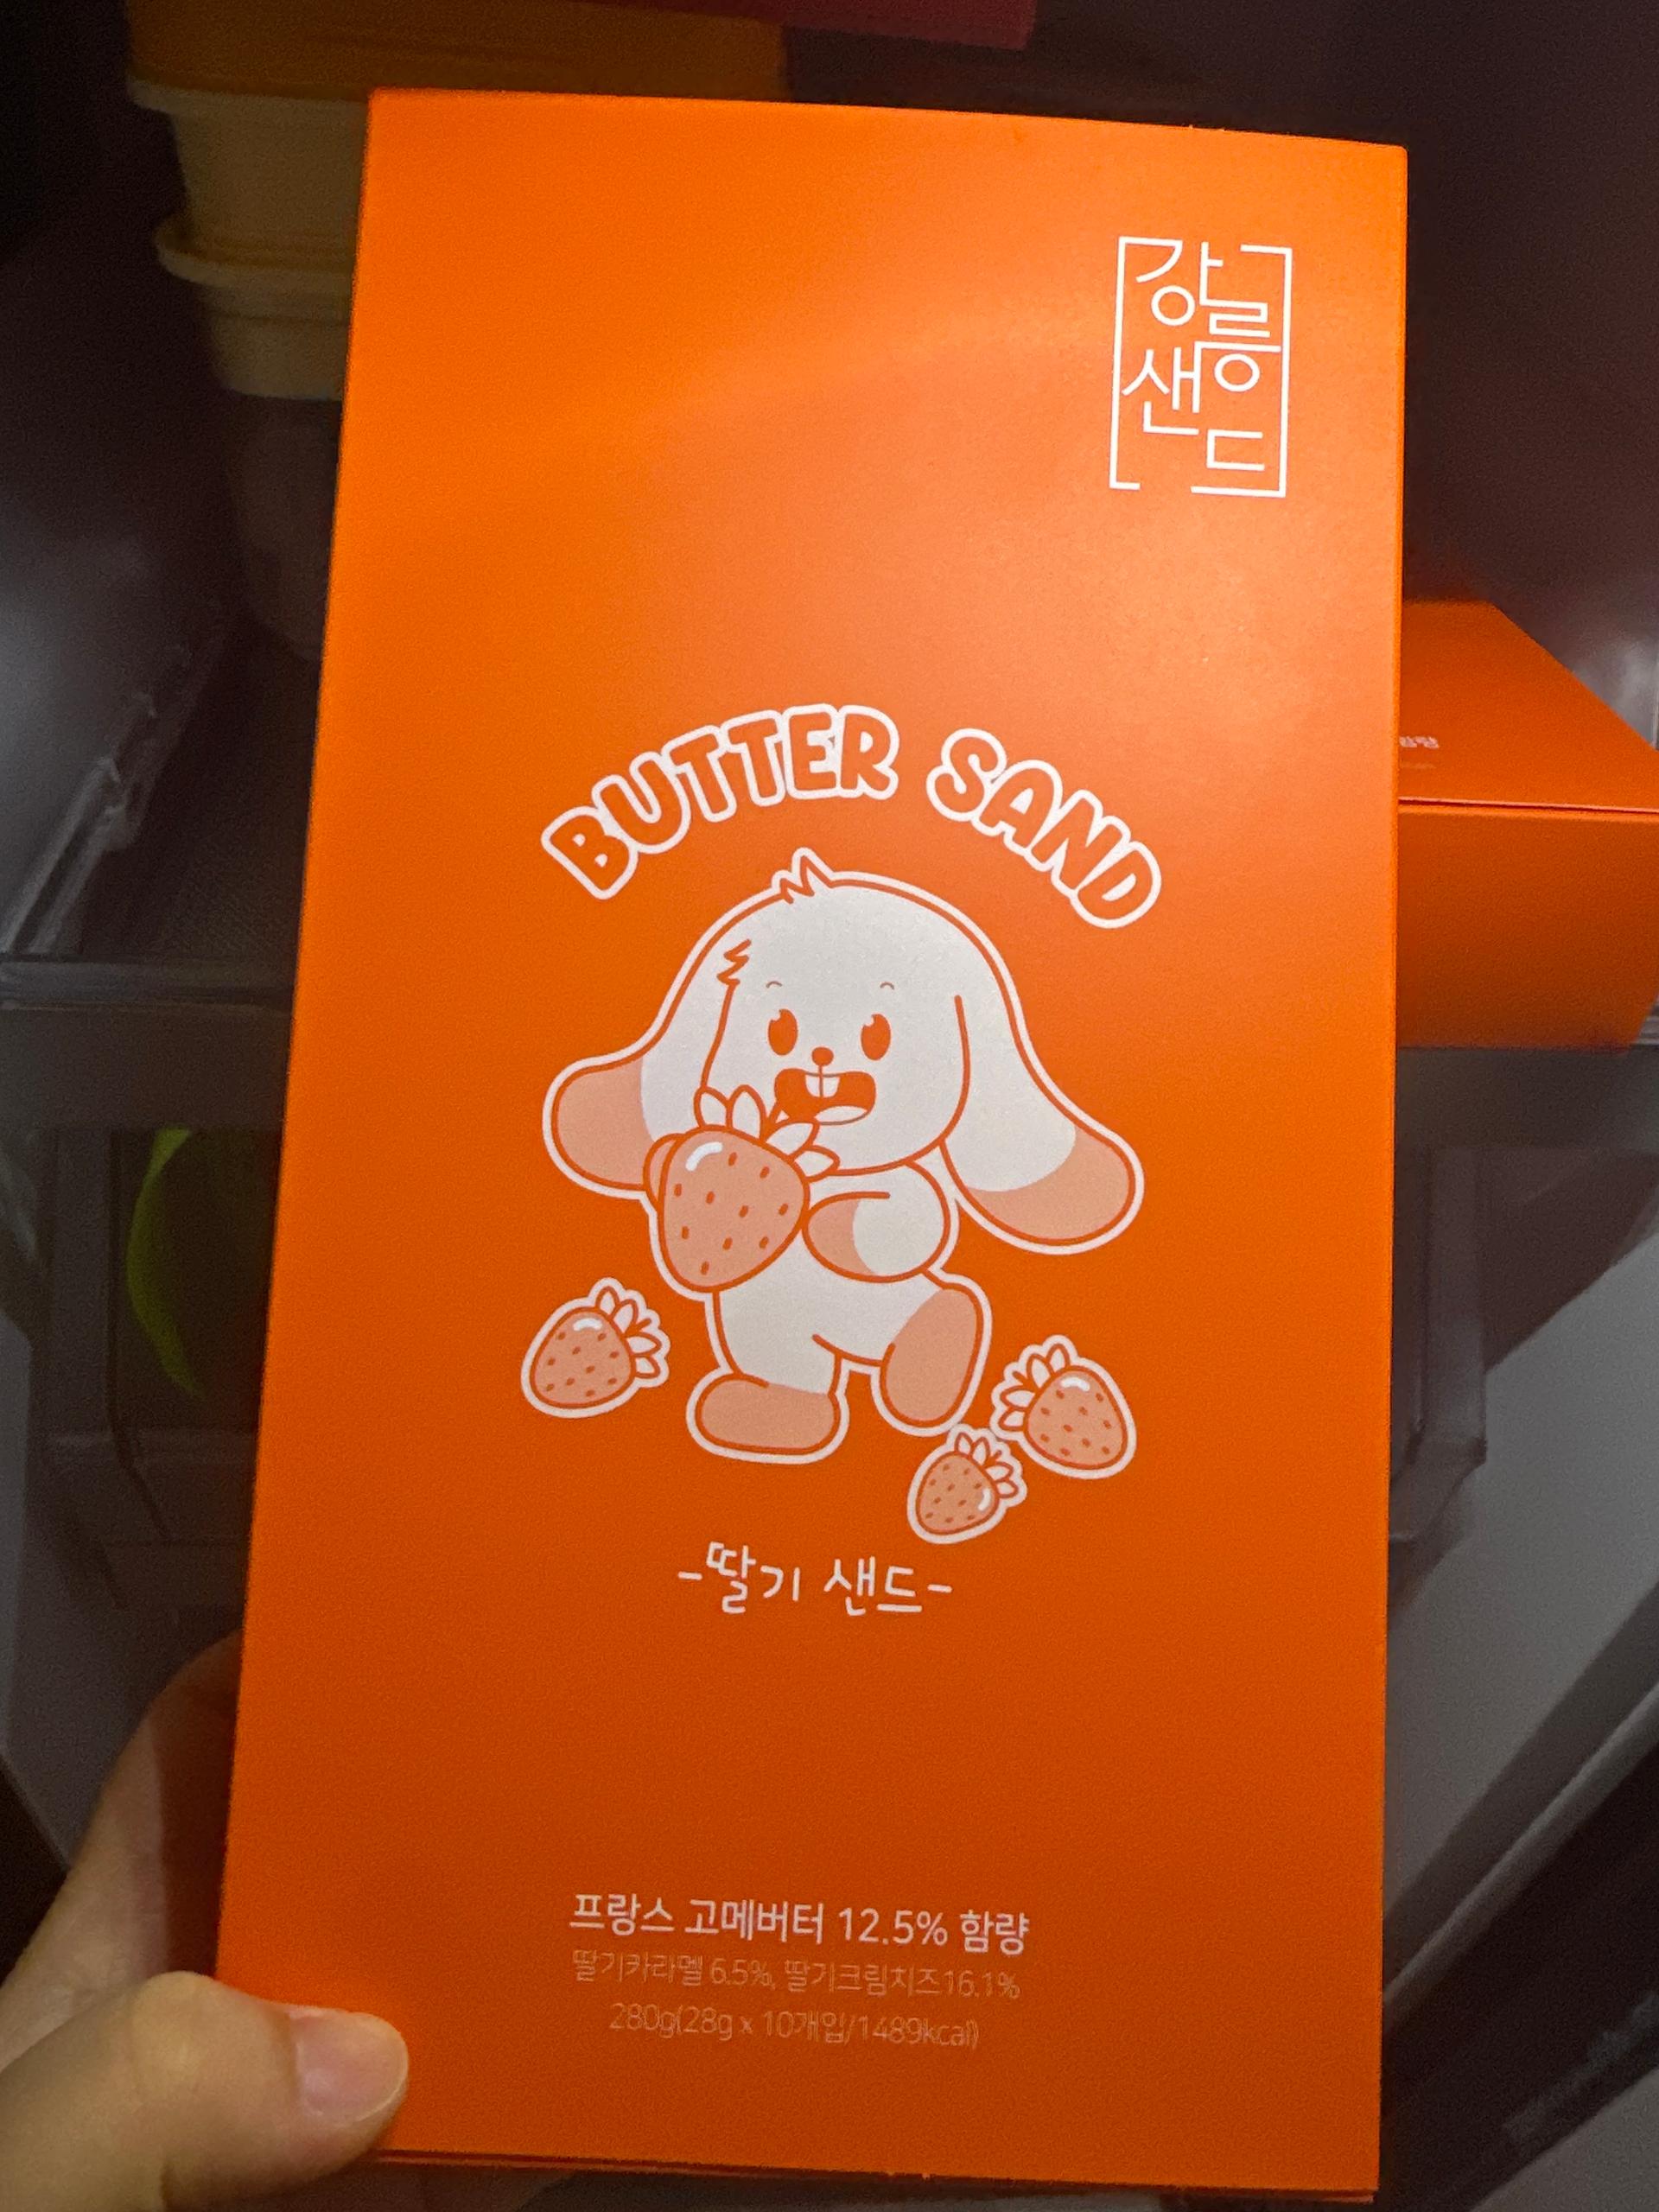 강릉
샌드
BUTTER SAND
-딸기 샌드-
프랑스 고메버터 12.5% 함량
딸기카라멜 6.5%, 딸기크림치즈16.1%
280g(28g x 10개입/1489kcal)